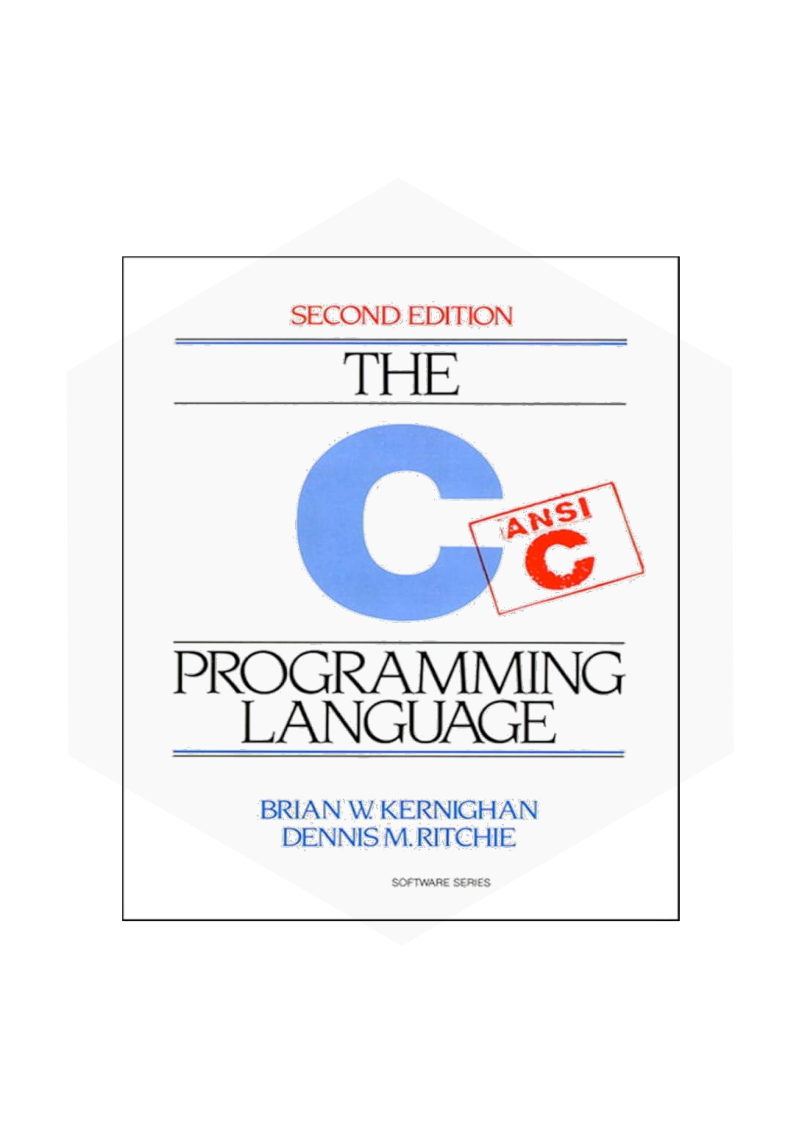 SECOND EDITION
THE
C
ANSI
C
PROGRAMMING
LANGUAGE
BRIAN W. KERNIGHAN
DENNIS M. RITCHIE
SOFTWARE SERIES